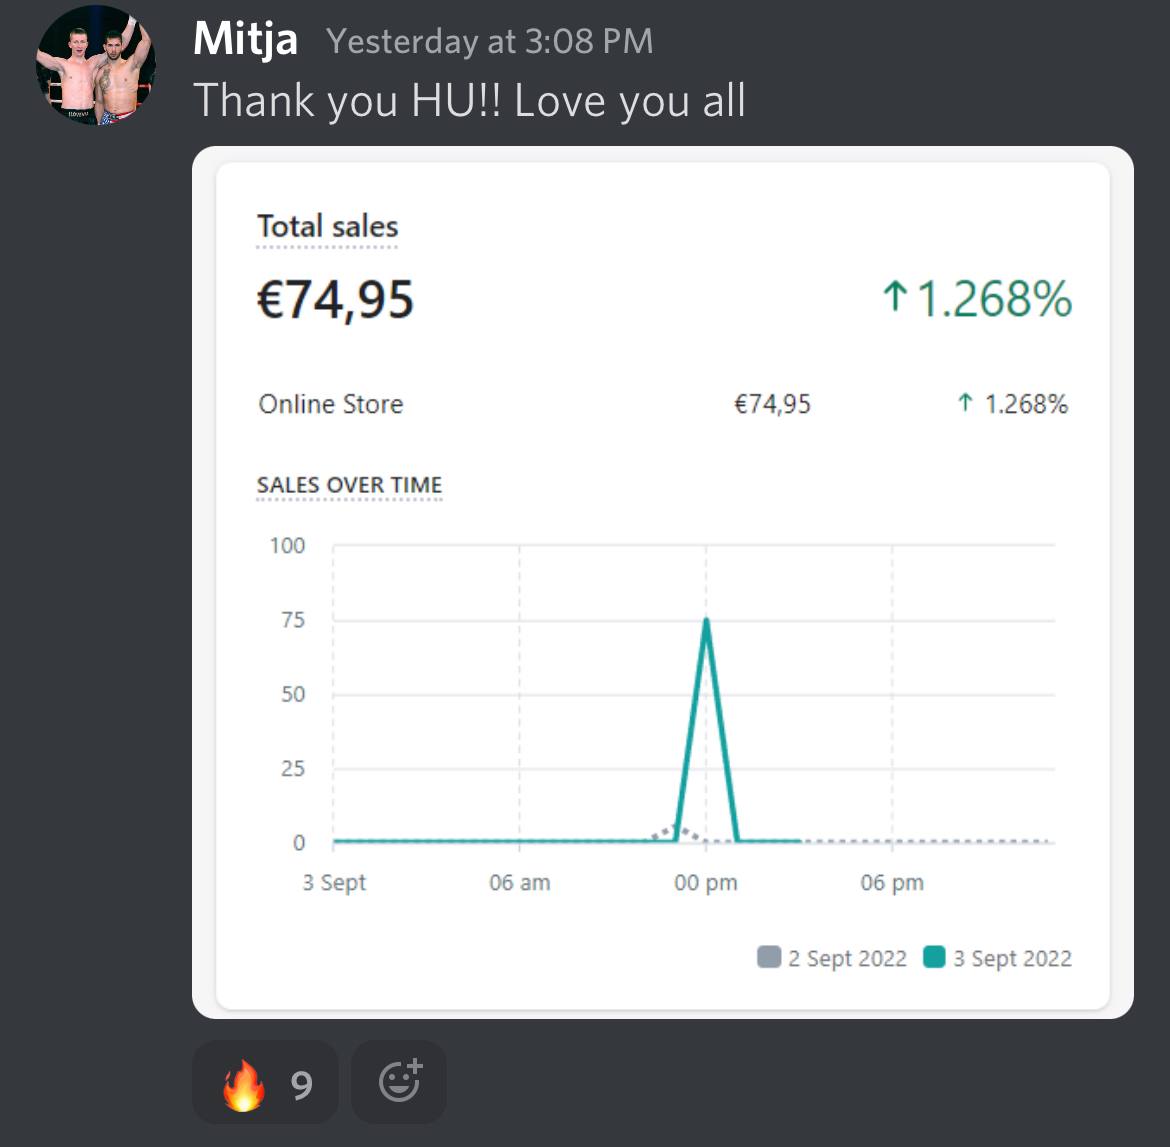 Mitja Yesterday at 3:08 PM
Thank you HU!! Love you all
Total sales
€74,95 ↑1.268%
Online Store €74,95 ↑ 1.268%
SALES OVER TIME
100
75
50
25
0
3 Sept 06 am 00 pm 06 pm
2 Sept 2022 3 Sept 2022
🔥 9